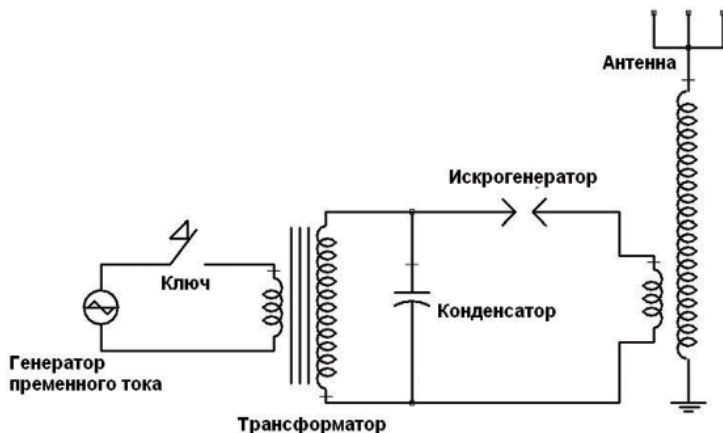 Антенна
Искрогенератор
Ключ
Конденсатор
Генератор
пременного тока
Трансформатор